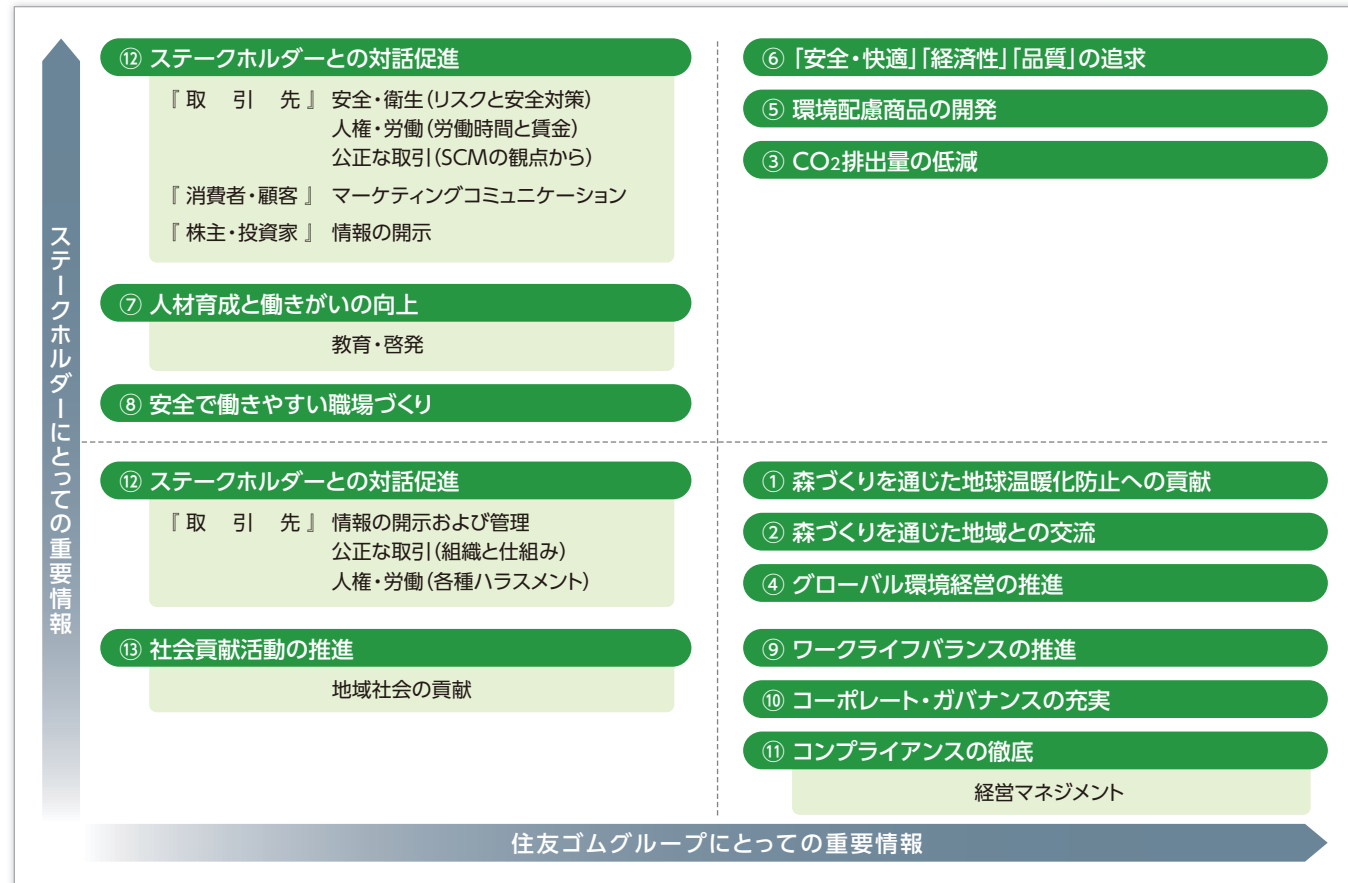 ステークホルダーにとっての重要情報
⑫ ステークホルダーとの対話促進
『 取 引 先 』 安全・衛生（リスクと安全対策）
人権・労働（労働時間と賃金）
公正な取引（SCMの観点から）
『 消費者・顧客 』 マーケティングコミュニケーション
『 株主・投資家 』 情報の開示
⑦ 人材育成と働きがいの向上
教育・啓発
⑧ 安全で働きやすい職場づくり
⑥ 「安全・快適」「経済性」「品質」の追求
⑤ 環境配慮商品の開発
③ CO2排出量の低減
⑫ ステークホルダーとの対話促進
『 取 引 先 』 情報の開示および管理
公正な取引（組織と仕組み）
人権・労働（各種ハラスメント）
⑬ 社会貢献活動の推進
地域社会の貢献
① 森づくりを通じた地球温暖化防止への貢献
② 森づくりを通じた地域との交流
④ グローバル環境経営の推進
⑨ ワークライフバランスの推進
⑩ コーポレート・ガバナンスの充実
⑪ コンプライアンスの徹底
経営マネジメント
住友ゴムグループにとっての重要情報